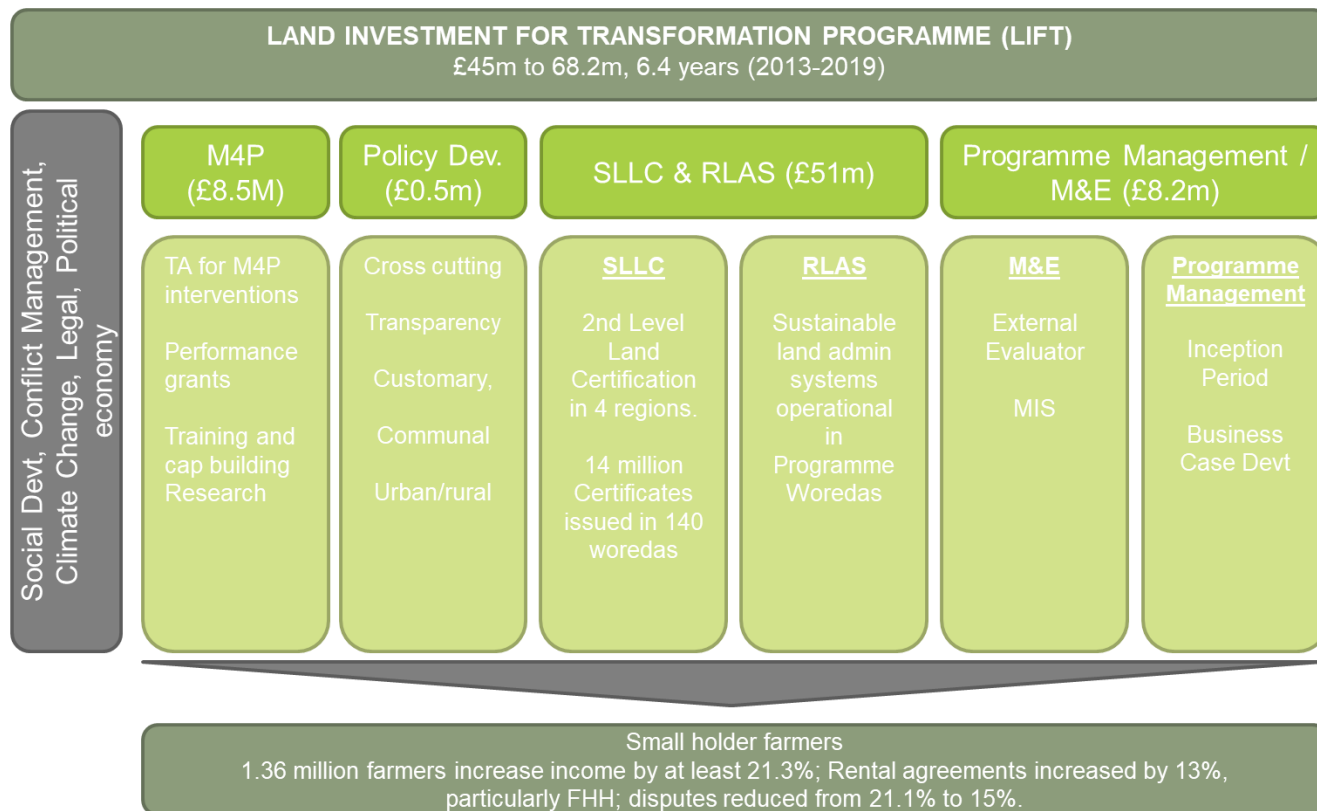 LAND INVESTMENT FOR TRANSFORMATION PROGRAMME (LIFT)
£45m to 68.2m, 6.4 years (2013-2019)
Social Devt, Conflict Management,
Climate Change, Legal, Political
economy
M4P
(£8.5M)
Policy Dev.
(£0.5m)
SLLC & RLAS (£51m)
Programme Management /
M&E (£8.2m)
TA for M4P
interventions
Performance
grants
Training and
cap building
Research
Cross cutting
Transparency
Customary,
Communal
Urban/rural
SLLC
2nd Level
Land
Certification
in 4 regions.
14 million
Certificates
issued in 140
woredas
RLAS
Sustainable
land admin
systems
operational
in
Programme
Woredas
M&E
External
Evaluator
MIS
Programme
Management
Inception
Period
Business
Case Devt
Small holder farmers
1.36 million farmers increase income by at least 21.3%; Rental agreements increased by 13%,
particularly FHH; disputes reduced from 21.1% to 15%.